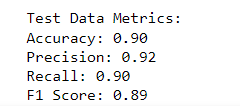 Test Data Metrics:
Accuracy: 0.90
Precision: 0.92
Recall: 0.90
F1 Score: 0.89